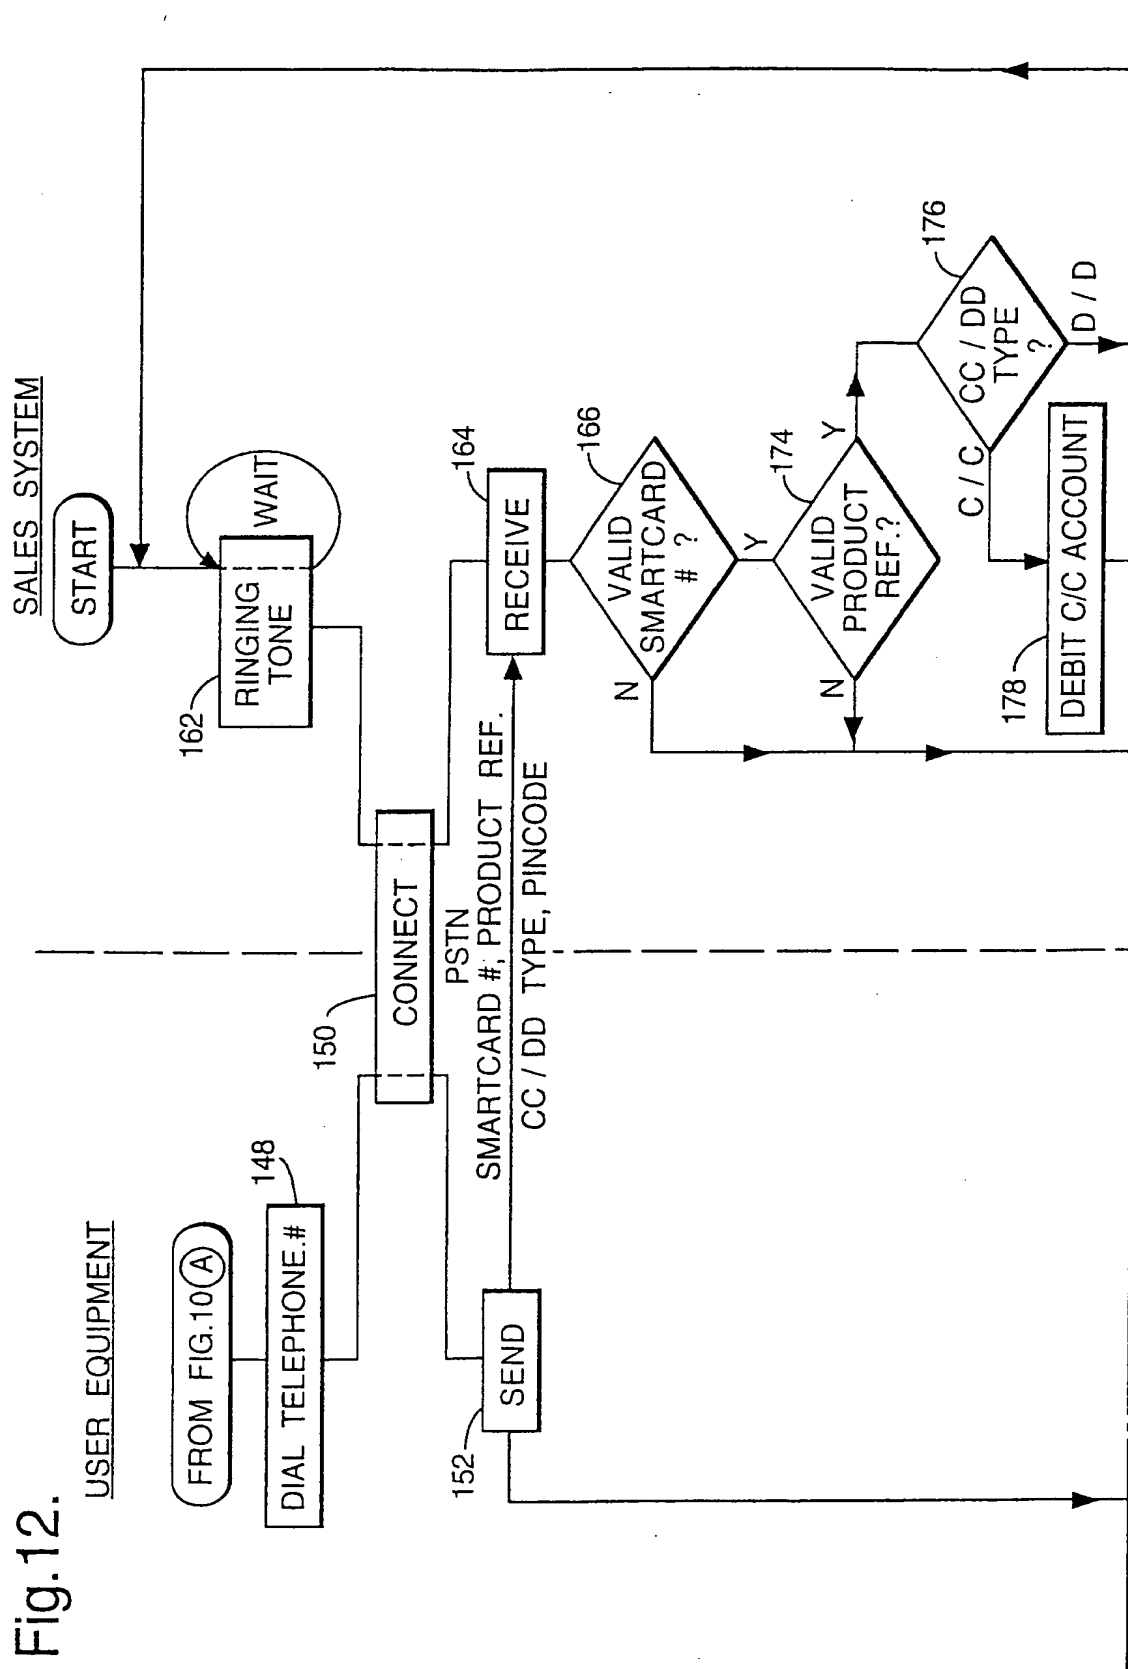 Fig.12.
USER EQUIPMENT
SALES SYSTEM
FROM FIG.10 A
START
DIAL TELEPHONE.#
148
162
RINGING
TONE
WAIT
150
CONNECT
PSTN
SMARTCARD #, PRODUCT REF.
CC / DD TYPE, PINCODE
152
SEND
164
RECEIVE
166
VALID
SMARTCARD
# ?
N
Y
174
VALID
PRODUCT
REF.?
N
Y
176
CC / DD
TYPE
?
C / C
D / D
178
DEBIT C/C ACCOUNT